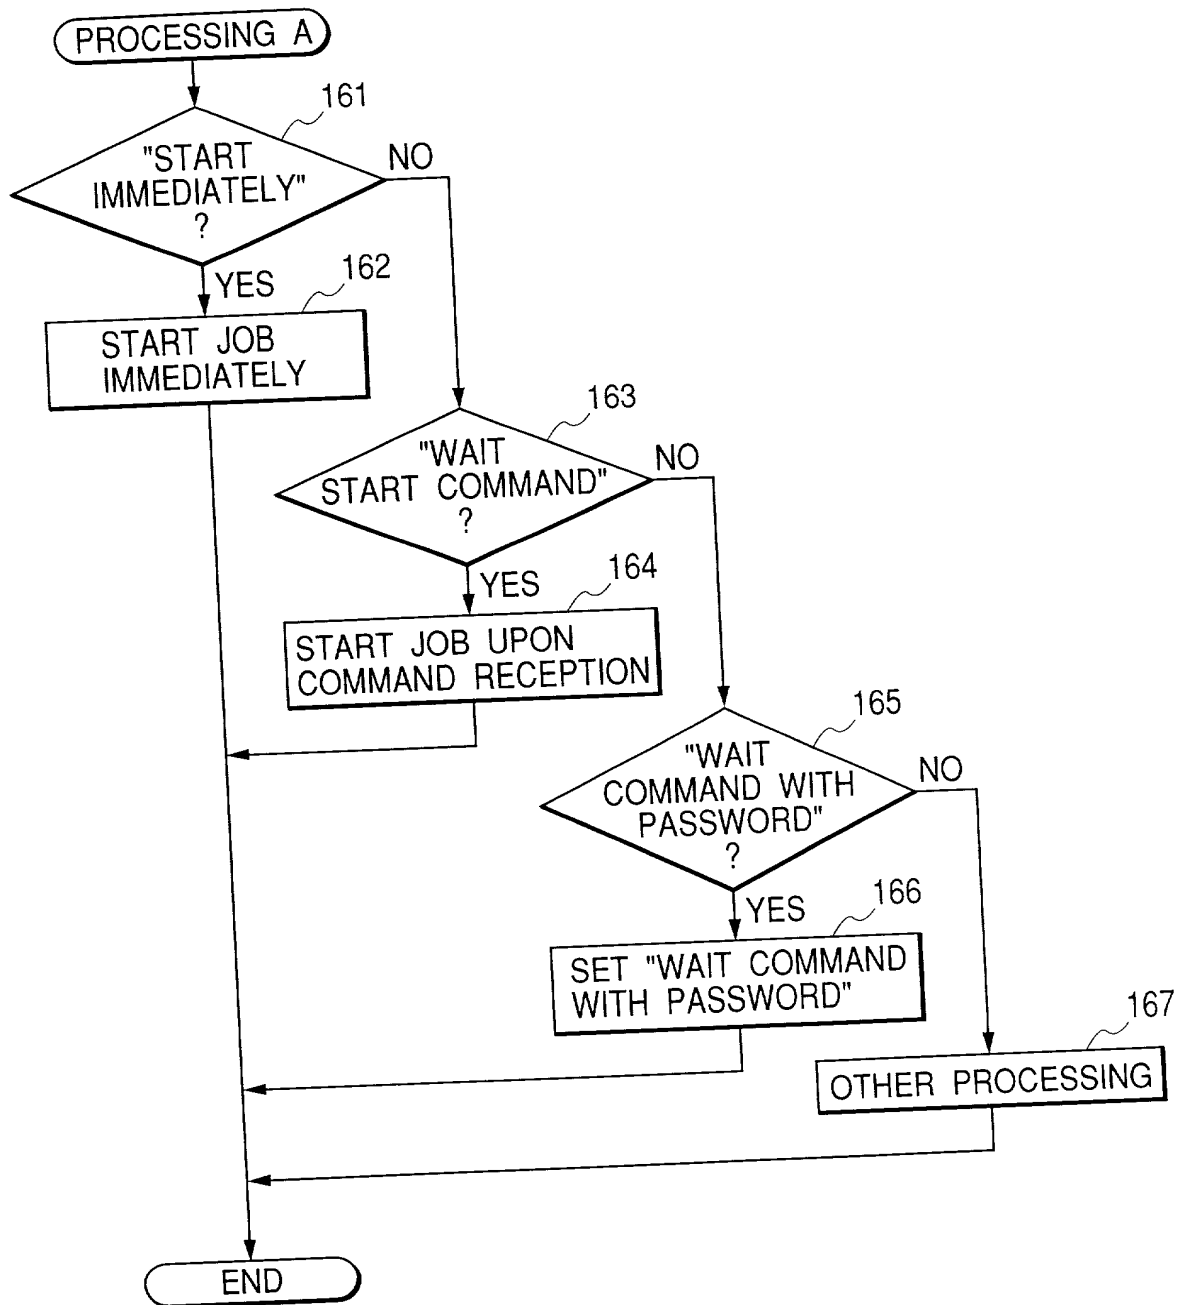 PROCESSING A
161
"START
IMMEDIATELY"
?
NO
YES
162
START JOB
IMMEDIATELY
163
"WAIT
START COMMAND"
?
NO
YES
164
START JOB UPON
COMMAND RECEPTION
165
"WAIT
COMMAND WITH
PASSWORD"
?
NO
YES
166
SET "WAIT COMMAND
WITH PASSWORD"
167
OTHER PROCESSING
END